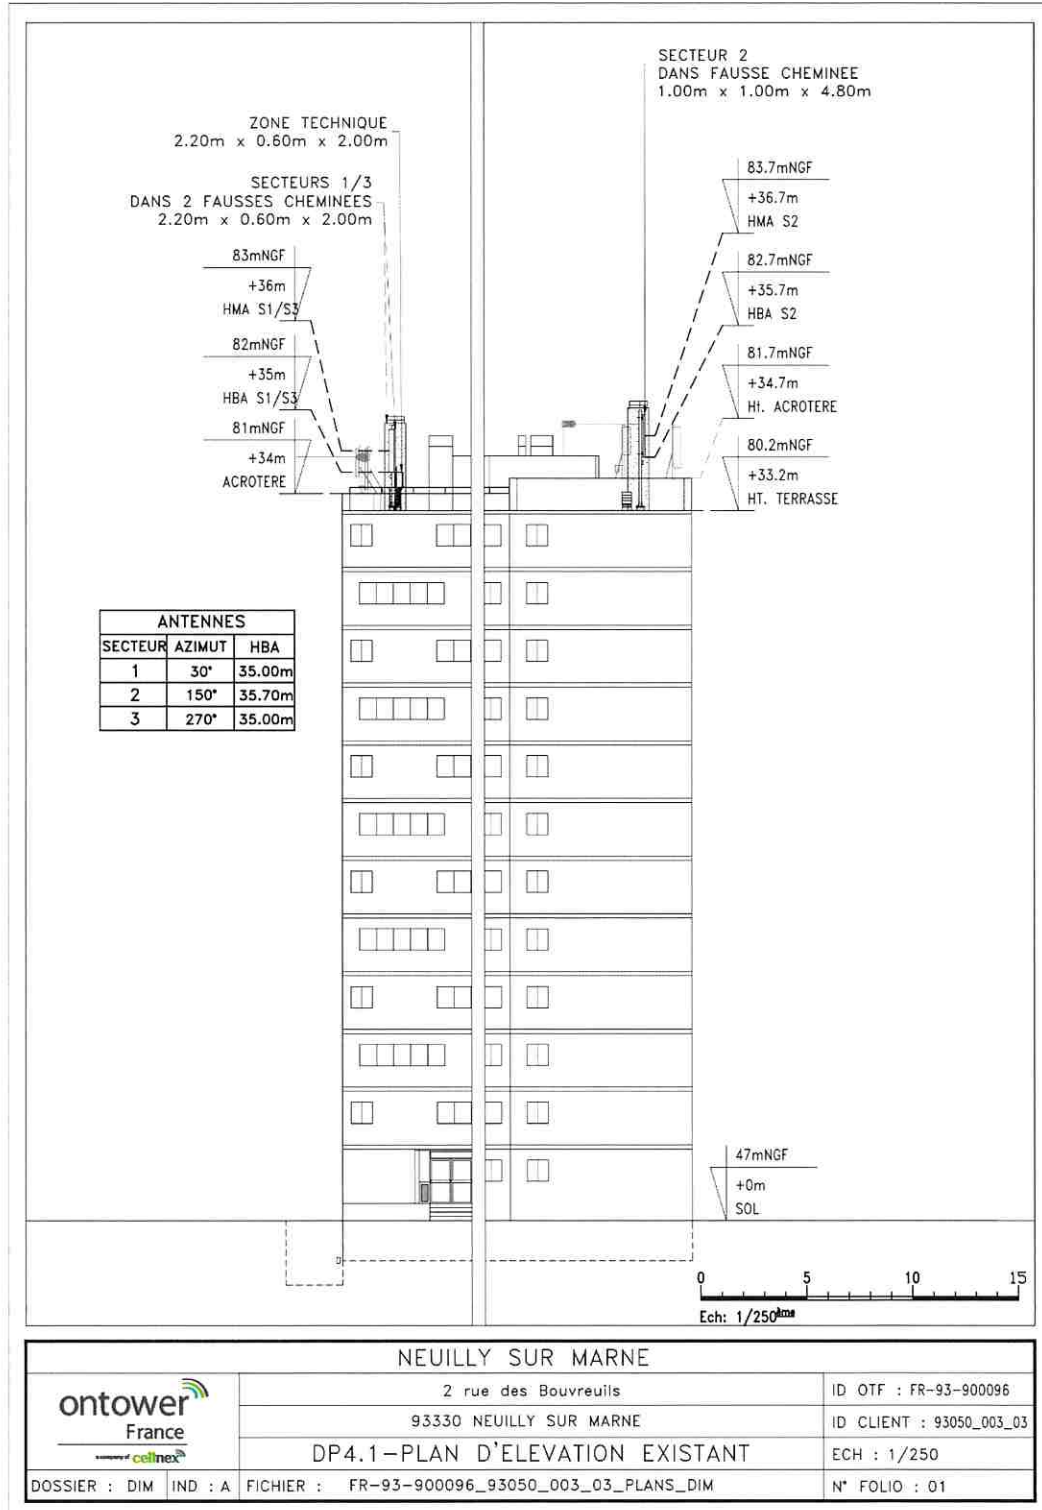 SECTEUR 2
DANS FAUSSE CHEMINEE
1.00m x 1.00m x 4.80m
ZONE TECHNIQUE
2.20m x 0.60m x 2.00m
SECTEURS 1/3
DANS 2 FAUSSES CHEMINEES
2.20m x 0.60m x 2.00m
83mNGF
+36m
HMA S1/S3
82mNGF
+35m
HBA S1/S3
81mNGF
+34m
ACROTERE
83.7mNGF
+36.7m
HMA S2
82.7mNGF
+35.7m
HBA S2
81.7mNGF
+34.7m
Ht. ACROTERE
80.2mNGF
+33.2m
HT. TERRASSE
ANTENNES
SECTEUR AZIMUT HBA
1 30° 35.00m
2 150° 35.70m
3 270° 35.00m
47mNGF
+0m
SOL
0 5 10 15
Ech: 1/250ème
NEUILLY SUR MARNE
ontower
France
a company of cellnex
2 rue des Bouvreuils
93330 NEUILLY SUR MARNE
DP4.1-PLAN D'ELEVATION EXISTANT
ID OTF : FR-93-900096
ID CLIENT : 93050_003_03
ECH : 1/250
DOSSIER : DIM IND : A FICHIER : FR-93-900096_93050_003_03_PLANS_DIM N° FOLIO : 01